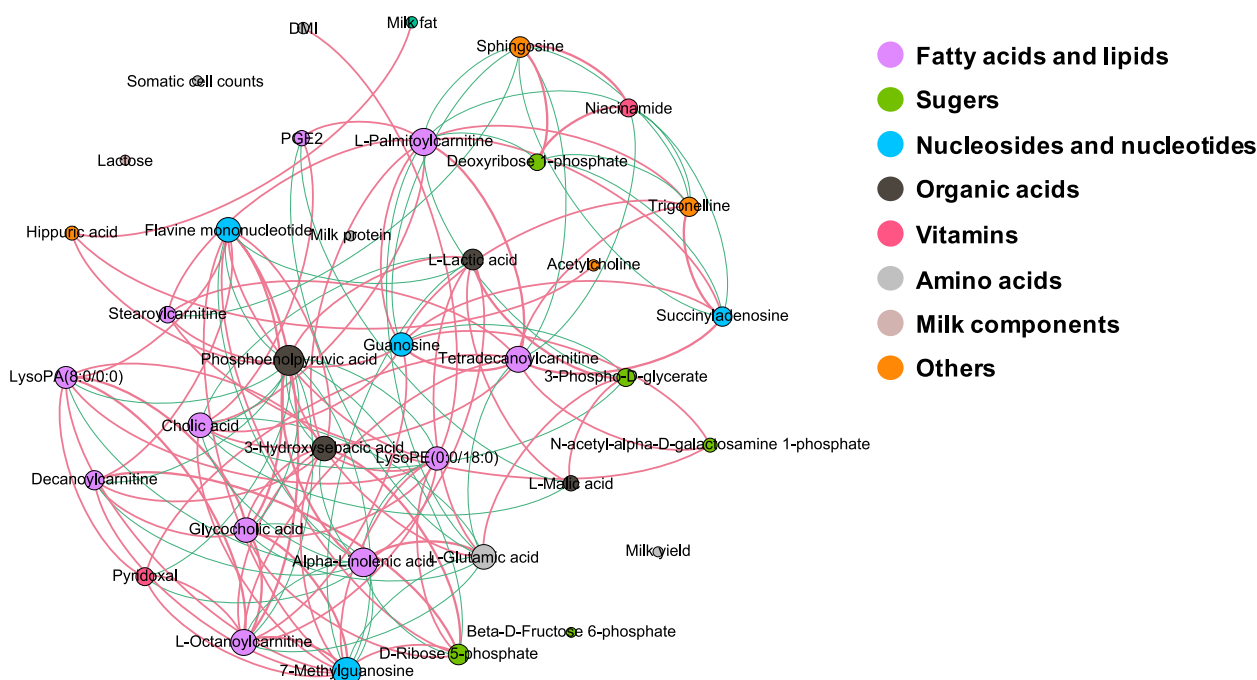 DMI
Milk fat
Sphingosine
Somatic cell counts
Niacinamide
PGE2
L-Palmitoylcarnitine
Lactose
Deoxyribose 1-phosphate
Trigonelline
Hippuric acid
Flavine mononucleotide
Milk protein
L-Lactic acid
Acetylcholine
Stearoylcarnitine
Succinyladenosine
Guanosine
Phosphoenolpyruvic acid
Tetradecanoylcarnitine
LysoPA(8:0/0:0)
3-Phospho-D-glycerate
Cholic acid
3-Hydroxysebacic acid
N-acetyl-alpha-D-galactosamine 1-phosphate
LysoPE(0:0/18:0)
Decanoylcarnitine
L-Malic acid
Glycocholic acid
Alpha-Linolenic acid
L-Glutamic acid
Milk yield
Pyridoxal
Beta-D-Fructose 6-phosphate
L-Octanoylcarnitine
D-Ribose 5-phosphate
7-Methylguanosine
Fatty acids and lipids
Sugers
Nucleosides and nucleotides
Organic acids
Vitamins
Amino acids
Milk components
Others